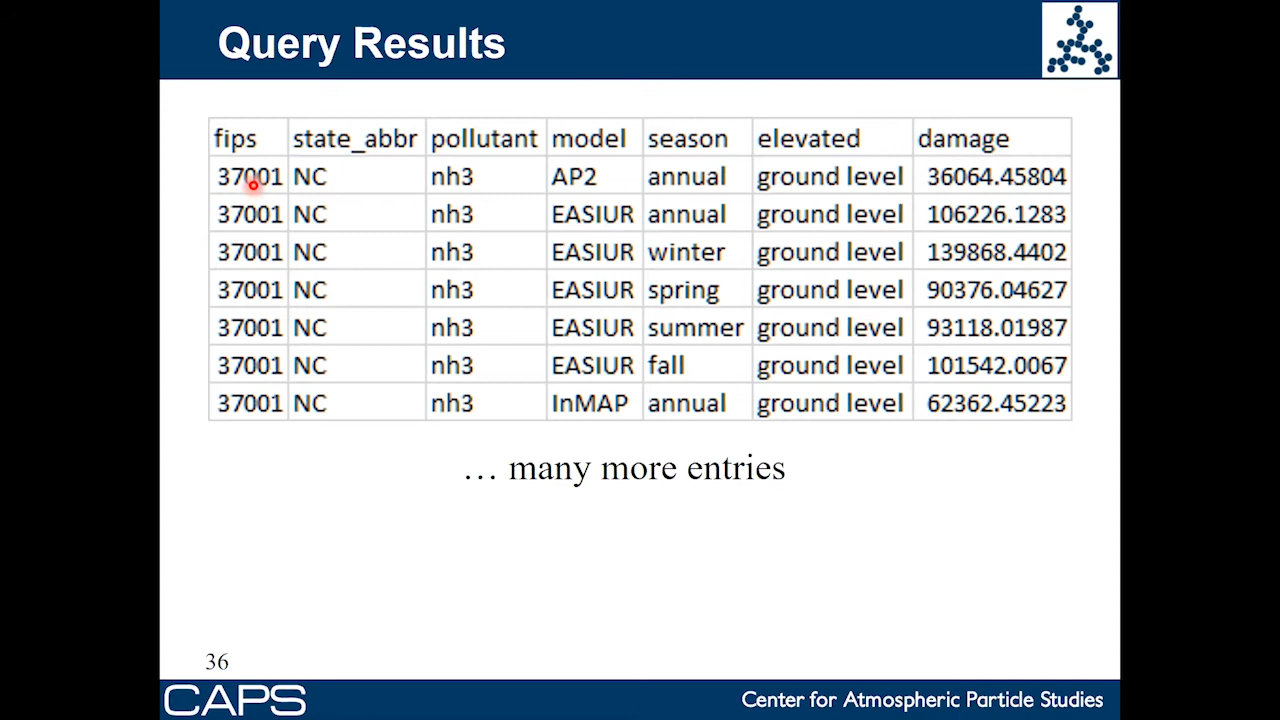 Query Results
fips state_abbr pollutant model season elevated damage
37001 NC nh3 AP2 annual ground level 36064.45804
37001 NC nh3 EASIUR annual ground level 106226.1283
37001 NC nh3 EASIUR winter ground level 139868.4402
37001 NC nh3 EASIUR spring ground level 90376.04627
37001 NC nh3 EASIUR summer ground level 93118.01987
37001 NC nh3 EASIUR fall ground level 101542.0067
37001 NC nh3 InMAP annual ground level 62362.45223
… many more entries
36
CAPS Center for Atmospheric Particle Studies